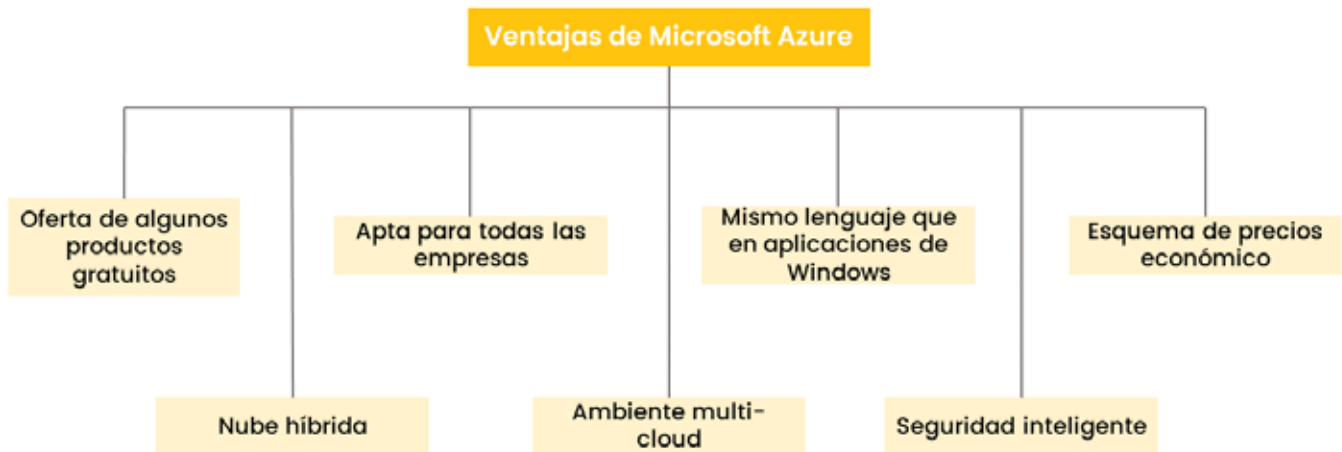 Ventajas de Microsoft Azure
Oferta de algunos
productos
gratuitos
Apta para todas las
empresas
Mismo lenguaje que
en aplicaciones de
Windows
Esquema de precios
económico
Nube híbrida
Ambiente multi-
cloud
Seguridad inteligente